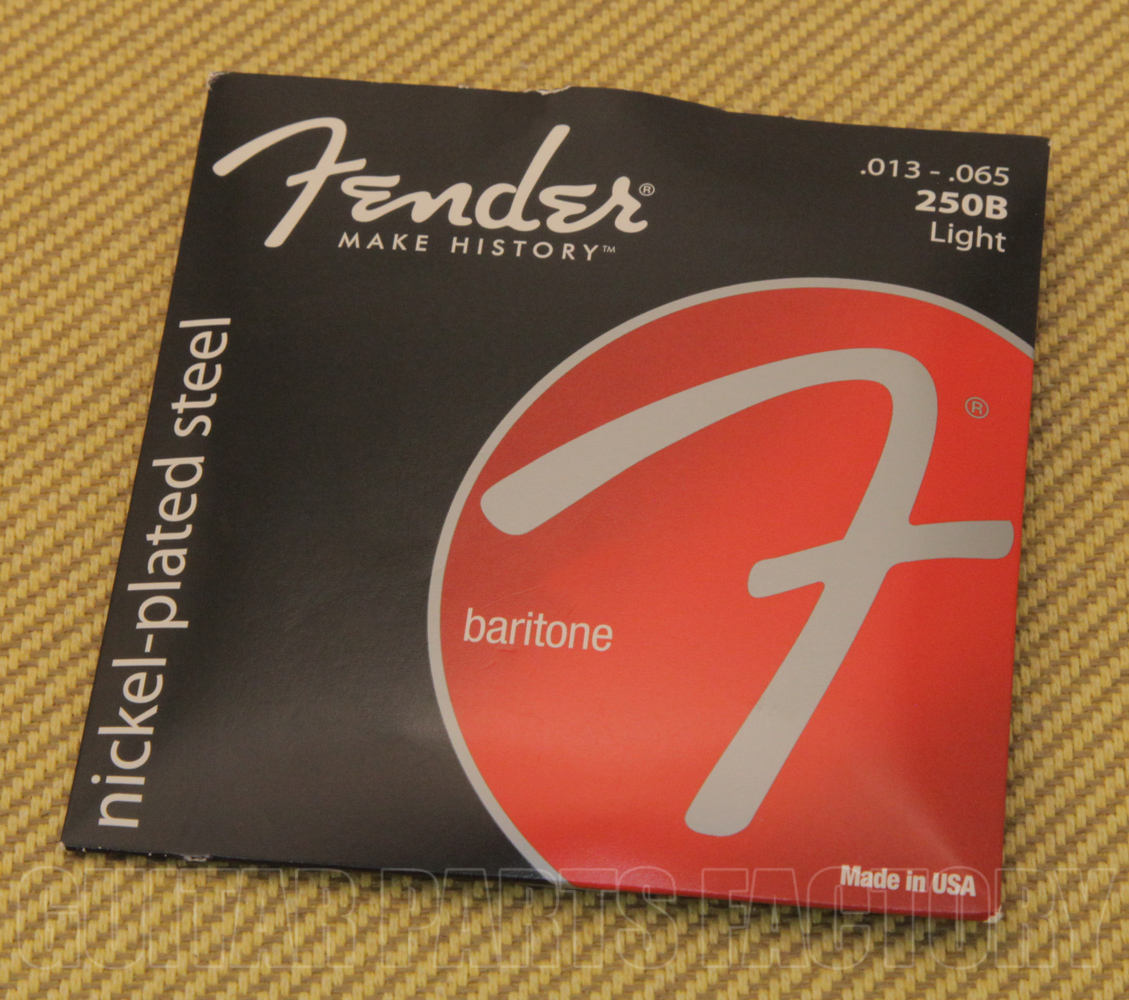 Fender®
MAKE HISTORY™
.013 - .065
250B
Light
nickel-plated steel
F®
baritone
Made in USA
GUITAR PARTS FACTORY